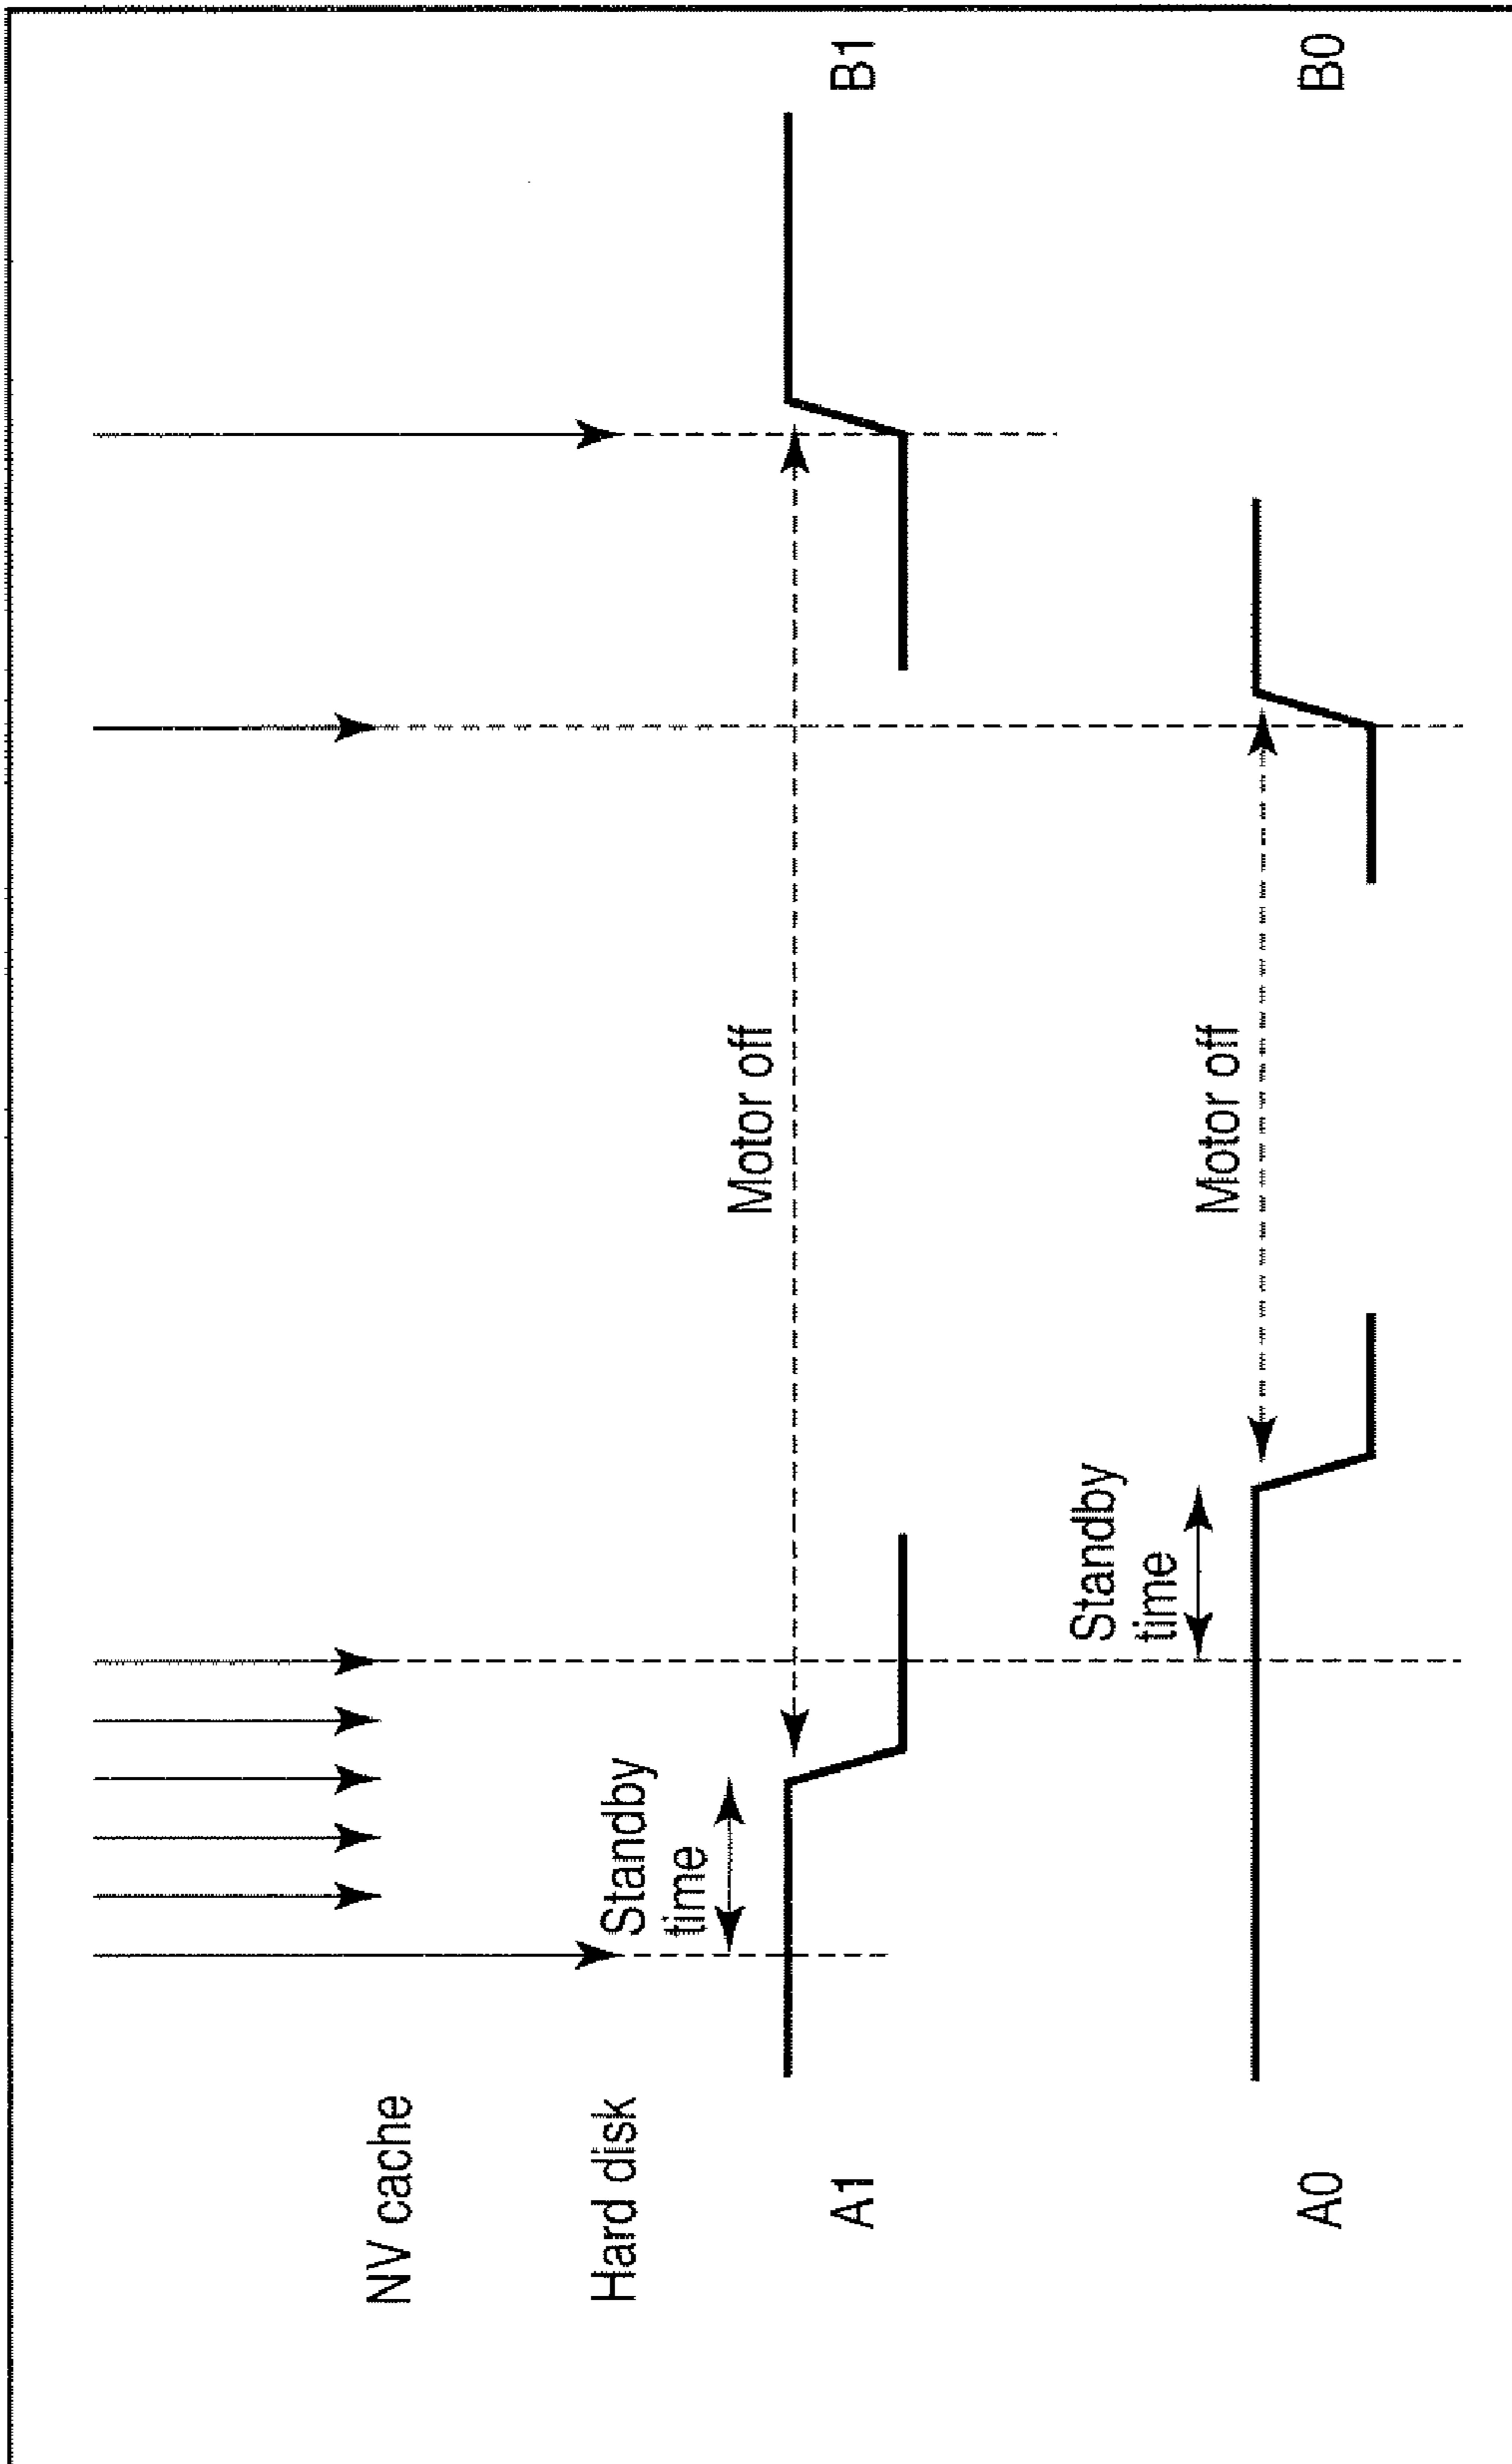 NV cache
Hard disk
Standby
time
Motor off
A1
B1
Standby
time
Motor off
A0
B0